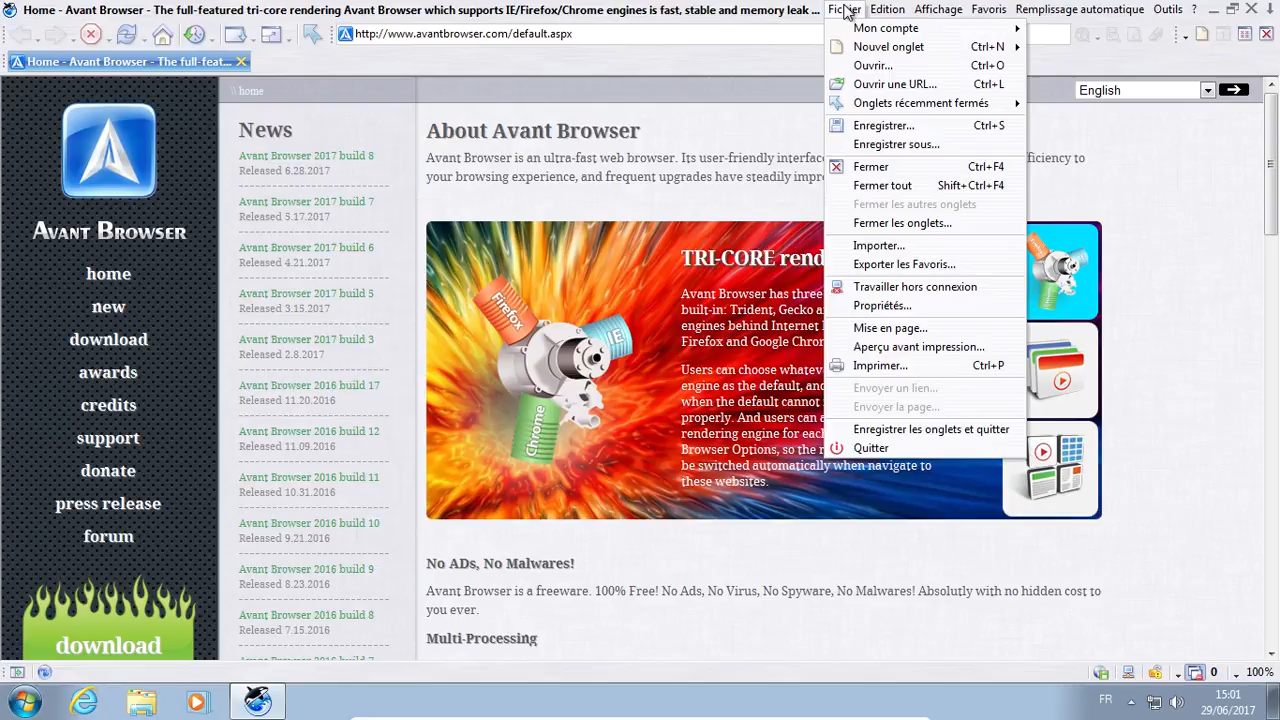 Home - Avant Browser - The full-featured tri-core rendering Avant Browser which supports IE/Firefox/Chrome engines is fast, stable and memory leak ...
Fichier Edition Affichage Favoris Remplissage automatique Outils ?
http://www.avantbrowser.com/default.aspx
Home - Avant Browser - The full-feat...
Mon compte
Nouvel onglet Ctrl+N
Ouvrir... Ctrl+O
Ouvrir une URL... Ctrl+L
Onglets récemment fermés
Enregistrer... Ctrl+S
Enregistrer sous...
Fermer Ctrl+F4
Fermer tout Shift+Ctrl+F4
Fermer les autres onglets
Fermer les onglets...
Importer...
Exporter les Favoris...
Travailler hors connexion
Propriétés...
Mise en page...
Aperçu avant impression...
Imprimer... Ctrl+P
Envoyer un lien...
Envoyer la page...
Enregistrer les onglets et quitter
Quitter
\\ home
English
AVANT BROWSER
home
new
download
awards
credits
support
donate
press release
forum
download
News
Avant Browser 2017 build 8
Released 6.28.2017
Avant Browser 2017 build 7
Released 5.17.2017
Avant Browser 2017 build 6
Released 4.21.2017
Avant Browser 2017 build 5
Released 3.15.2017
Avant Browser 2017 build 3
Released 2.8.2017
Avant Browser 2016 build 17
Released 11.20.2016
Avant Browser 2016 build 12
Released 11.09.2016
Avant Browser 2016 build 11
Released 10.31.2016
Avant Browser 2016 build 10
Released 9.21.2016
Avant Browser 2016 build 9
Released 8.23.2016
Avant Browser 2016 build 8
Released 7.15.2016
About Avant Browser
Avant Browser is an ultra-fast web browser. Its user-friendly interfac
ficiency to
your browsing experience, and frequent upgrades have steadily impr
Firefox
IE
Chrome
TRI-CORE rend
Avant Browser has three
built-in: Trident, Gecko a
engines behind Internet
Firefox and Google Chro
Users can choose whatev
engine as the default, an
when the default cannot
properly. And users can a
rendering engine for each
Browser Options, so the r
be switched automatically when navigate to
these websites.
No ADs, No Malwares!
Avant Browser is a freeware. 100% Free! No Ads, No Virus, No Spyware, No Malwares! Absolutly with no hidden cost to
you ever.
Multi-Processing
0 100%
FR
15:01
29/06/2017